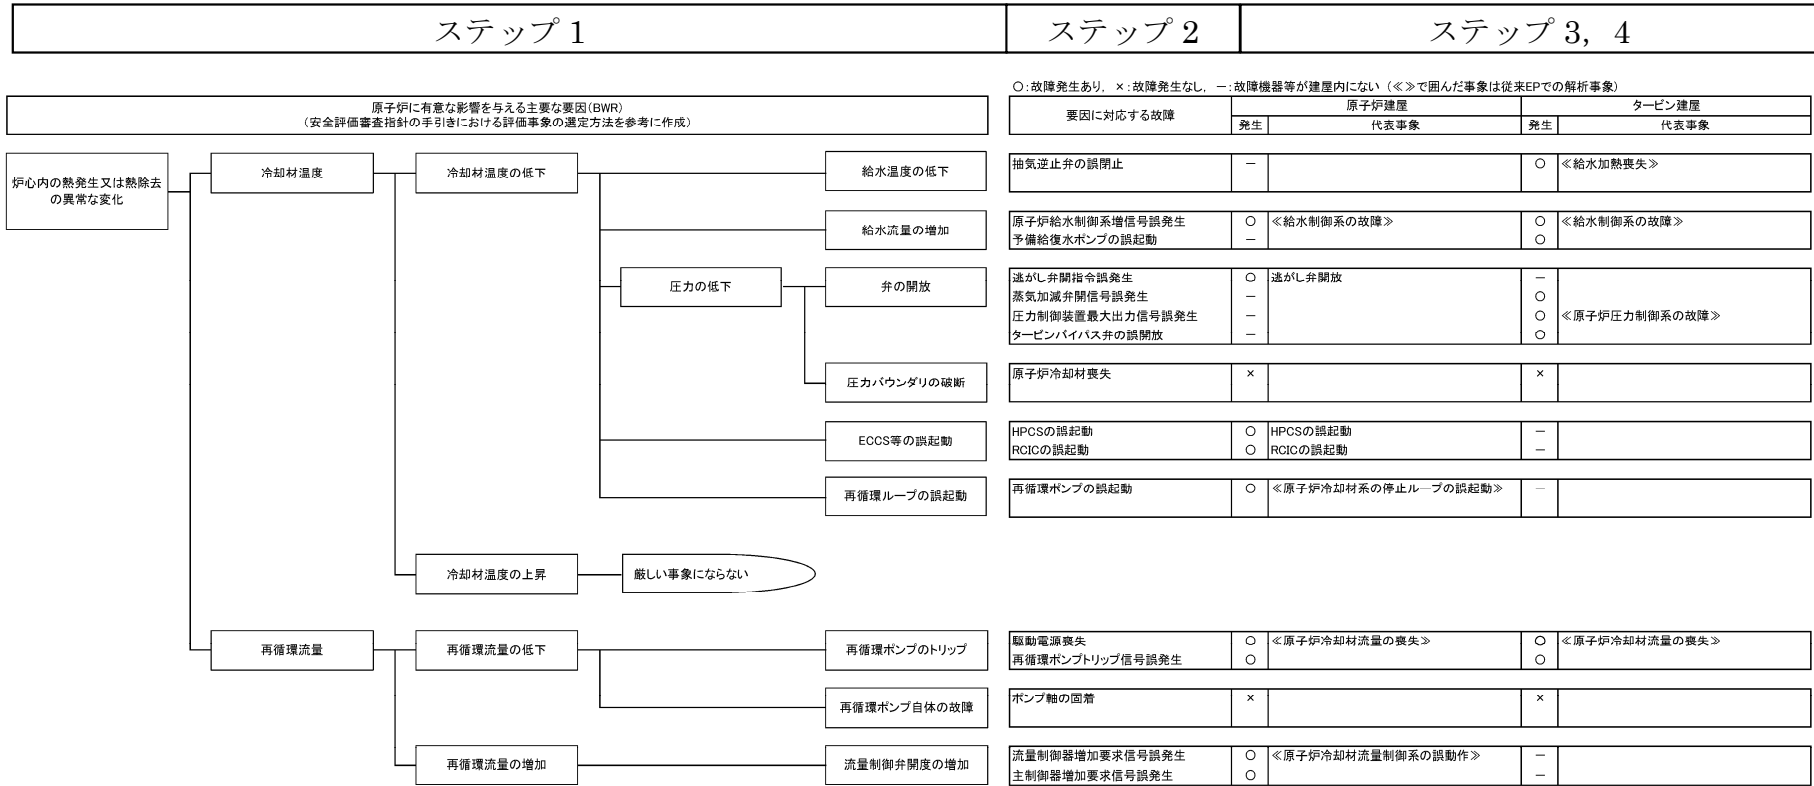 ステップ 1
ステップ 2
ステップ 3, 4
○:故障発生あり, ×:故障発生なし, −:故障機器等が建屋内にない (≪≫で囲んだ事象は従来EPでの解析事象)
原子炉に有意な影響を与える主要な要因(BWR)
(安全評価審査指針の手引きにおける評価事象の選定方法を参考に作成)
要因に対応する故障
原子炉建屋
タービン建屋
発生
代表事象
発生
代表事象
炉心内の熱発生又は熱除去
の異常な変化
冷却材温度
冷却材温度の低下
給水温度の低下
抽気逆止弁の誤閉止 − ○ ≪給水加熱喪失≫
給水流量の増加
原子炉給水制御系増信号誤発生 ○ ≪給水制御系の故障≫ ○ ≪給水制御系の故障≫
予備給復水ポンプの誤起動 − ○
圧力の低下
弁の開放
逃がし弁開指令誤発生 ○ 逃がし弁開放 −
蒸気加減弁開信号誤発生 − ○
圧力制御装置最大出力信号誤発生 − ○ ≪原子炉圧力制御系の故障≫
タービンバイパス弁の誤開放 − ○
圧力バウンダリの破断
原子炉冷却材喪失 × ×
ECCS等の誤起動
HPCSの誤起動 ○ HPCSの誤起動 −
RCICの誤起動 ○ RCICの誤起動 −
再循環ループの誤起動
再循環ポンプの誤起動 ○ ≪原子炉冷却材系の停止ループの誤起動≫ −
冷却材温度の上昇
厳しい事象にならない
再循環流量
再循環流量の低下
再循環ポンプのトリップ
駆動電源喪失 ○ ≪原子炉冷却材流量の喪失≫ ○ ≪原子炉冷却材流量の喪失≫
再循環ポンプトリップ信号誤発生 ○ ○
再循環ポンプ自体の故障
ポンプ軸の固着 × ×
再循環流量の増加
流量制御弁開度の増加
流量制御器増加要求信号誤発生 ○ ≪原子炉冷却材流量制御系の誤動作≫ −
主制御器増加要求信号誤発生 ○ −